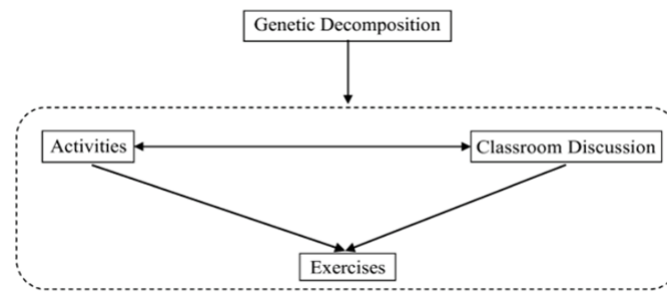 Genetic Decomposition
Activities
Classroom Discussion
Exercises